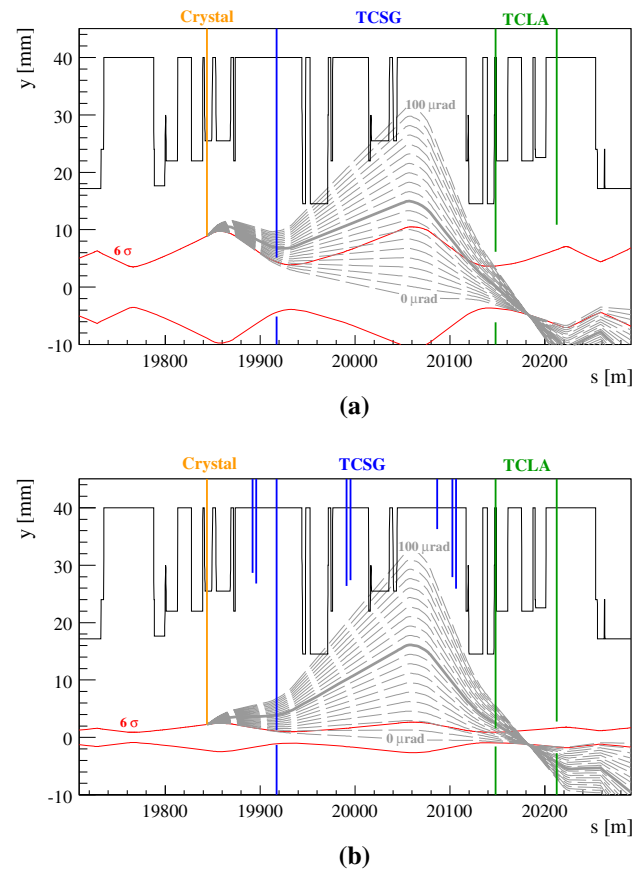 Crystal TCSG TCLA
y [mm]
40
100 μrad
30
20
10
6 σ
0
0 μrad
-10
19800 19900 20000 20100 20200
s [m]
(a)
Crystal TCSG TCLA
y [mm]
40
100 μrad
30
20
10
6 σ
0
0 μrad
-10
19800 19900 20000 20100 20200
s [m]
(b)